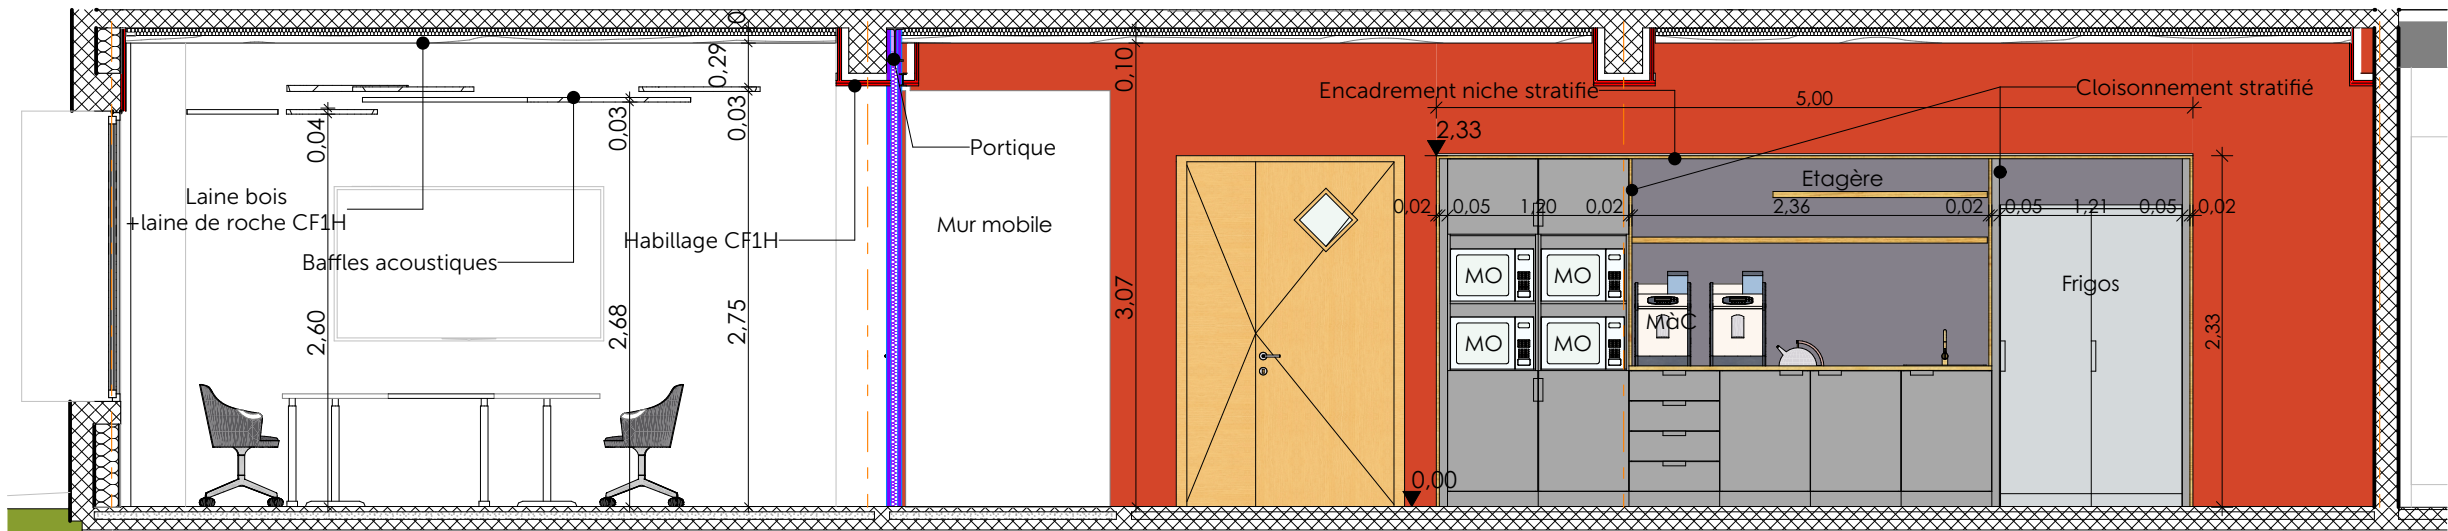 0,29
0,03
2,75
0,04
2,60
0,03
2,68
Laine bois
+laine de roche CF1H
Baffles acoustiques
Habillage CF1H
Portique
Mur mobile
0,10
3,07
Encadrement niche stratifié
Cloisonnement stratifié
5,00
2,33
0,00
Etagère
0,02
0,05
1,20
0,02
2,36
0,02
0,05
1,21
0,05
0,02
MO
MO
MO
MO
MàC
Frigos
2,33